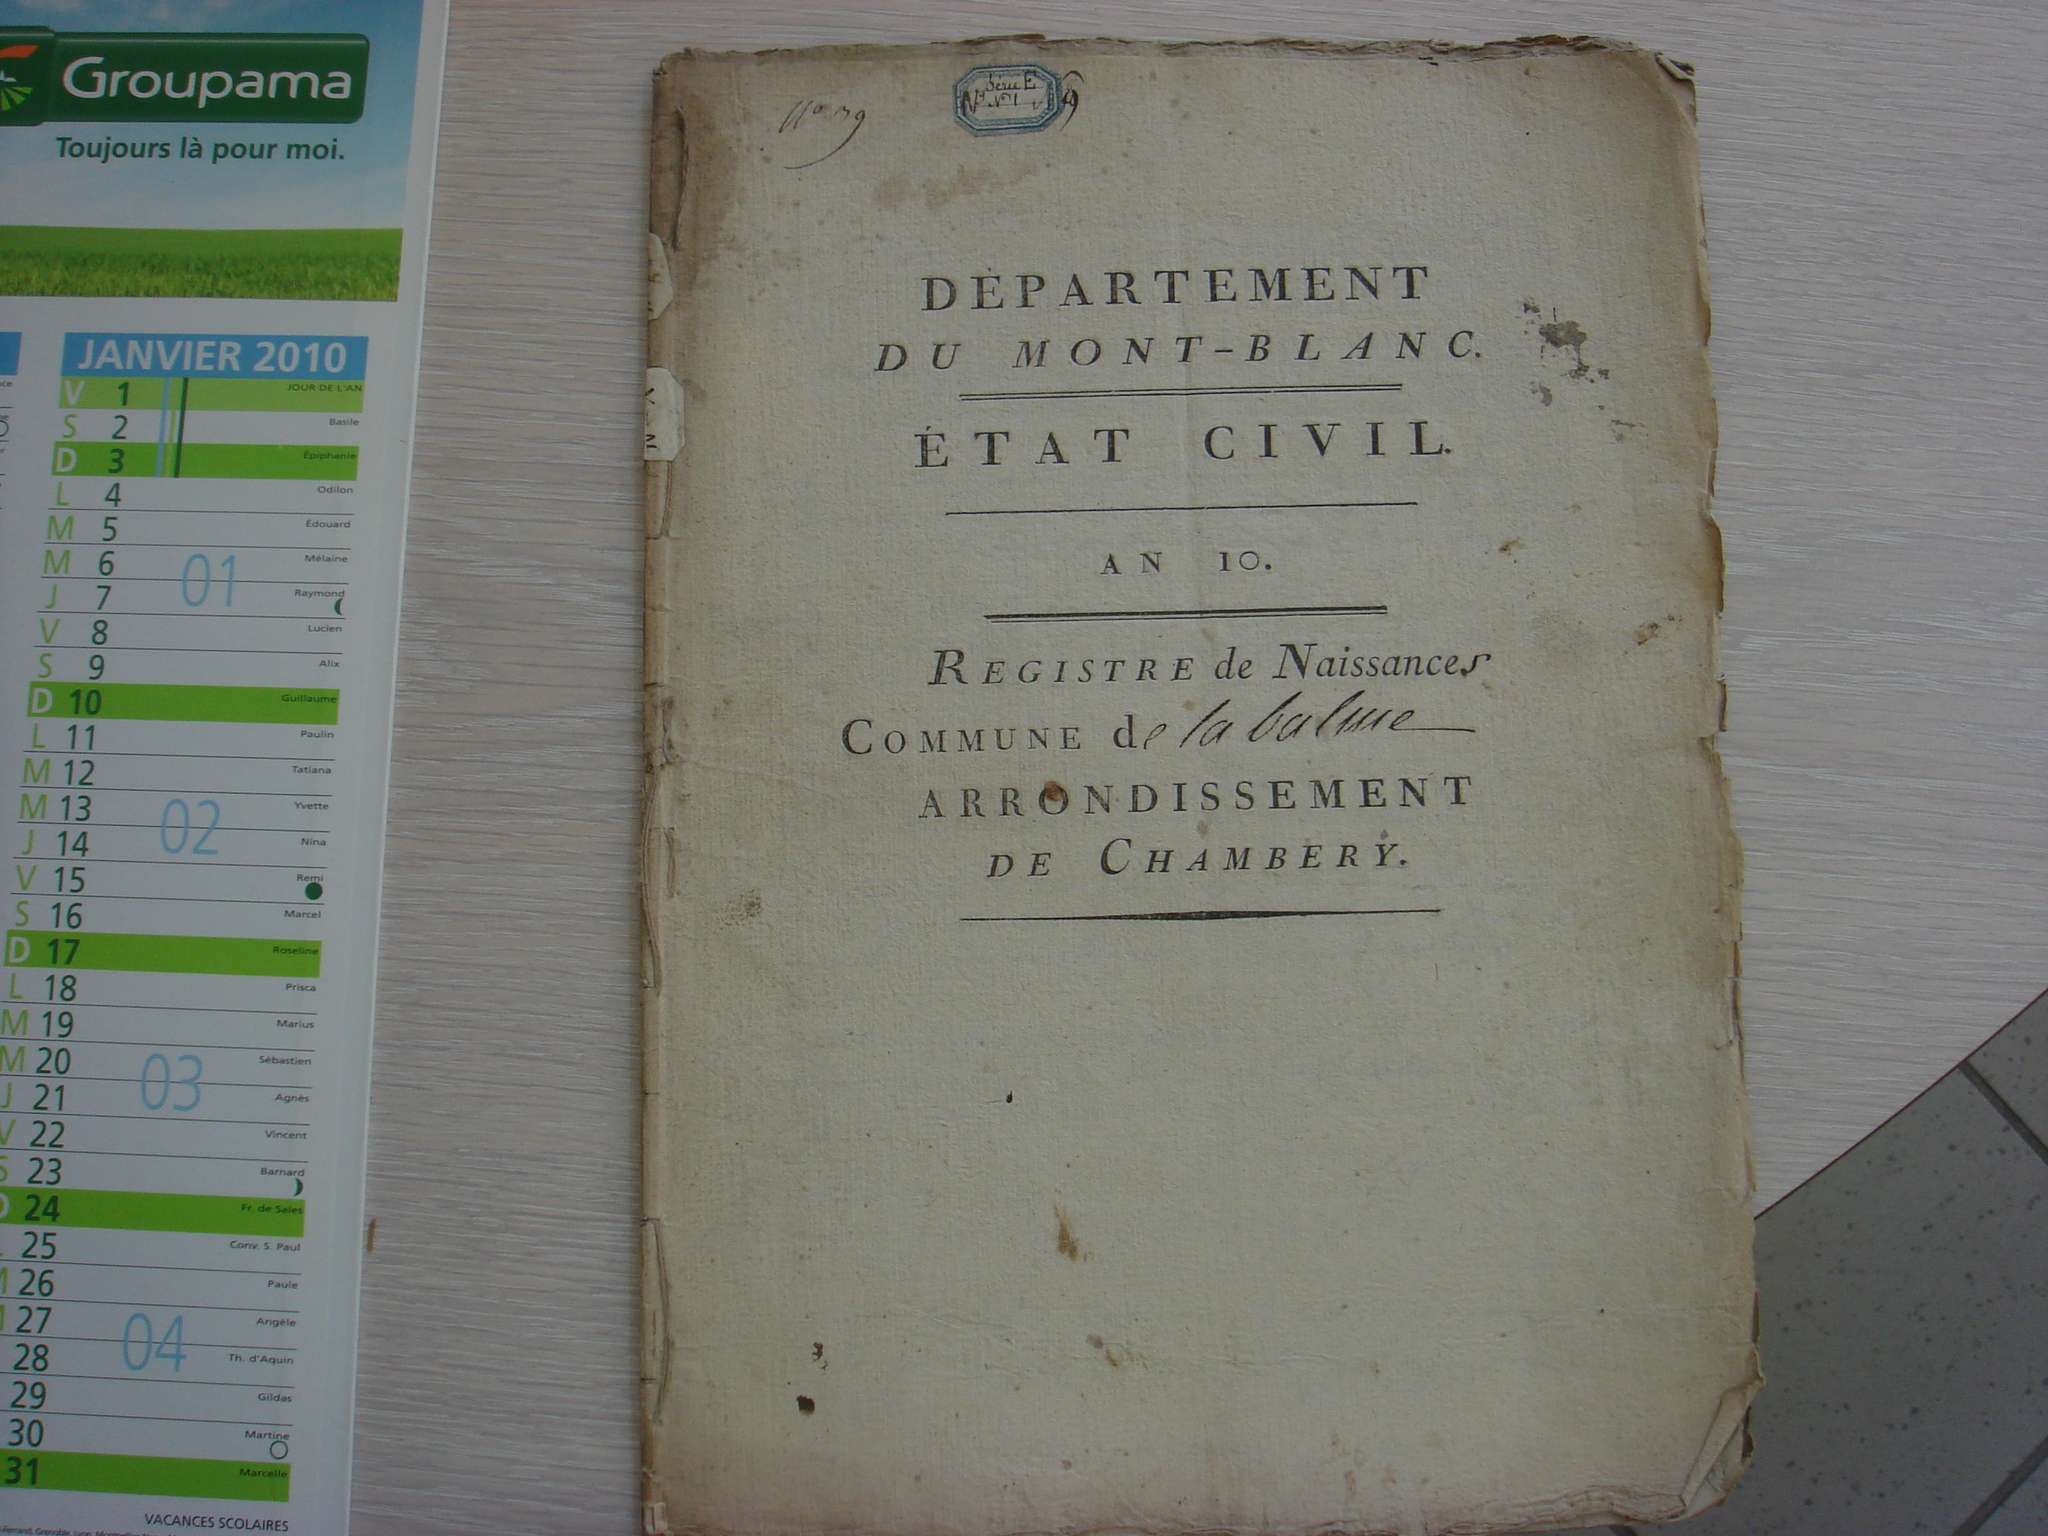 Groupama
Toujours là pour moi.
JANVIER 2010
V 1 JOUR DE L'AN
S 2 Basile
D 3 Épiphanie
L 4 Odilon
M 5 Édouard
M 6 Mélaine
01
J 7 Raymond
V 8 Lucien
S 9 Alix
D 10 Guillaume
L 11 Paulin
M 12 Tatiana
M 13 Yvette
02
J 14 Nina
V 15 Remi
S 16 Marcel
D 17 Roseline
L 18 Prisca
M 19 Marius
M 20 Sébastien
03
J 21 Agnès
V 22 Vincent
S 23 Barnard
D 24 Fr. de Sales
25 Conv. S. Paul
26 Paule
27 Angèle
04
28 Th. d'Aquin
29 Gildas
30 Martine
31 Marcelle
VACANCES SCOLAIRES
Série E
N° 1
DÉPARTEMENT
DU MONT-BLANC.
ÉTAT CIVIL.
AN 10.
REGISTRE de Naissances
COMMUNE de la balme
ARRONDISSEMENT
DE CHAMBERY.